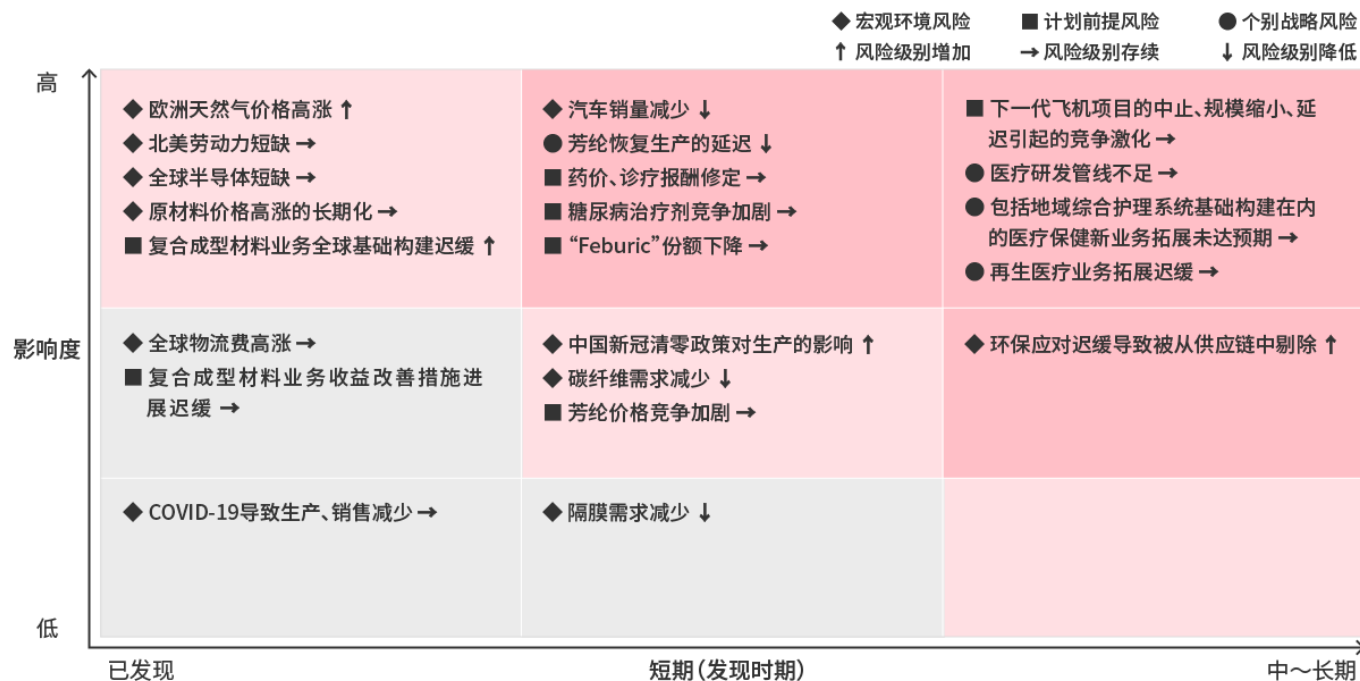 ◆ 宏观环境风险 ■ 计划前提风险 ● 个别战略风险
↑ 风险级别增加 → 风险级别存续 ↓ 风险级别降低
高
◆ 欧洲天然气价格高涨 ↑
◆ 北美劳动力短缺 →
◆ 全球半导体短缺 →
◆ 原材料价格高涨的长期化 →
■ 复合成型材料业务全球基础构建迟缓 ↑
◆ 汽车销量减少 ↓
● 芳纶恢复生产的延迟 ↓
■ 药价、诊疗报酬修定 →
■ 糖尿病治疗剂竞争加剧 →
■ “Feburic”份额下降 →
■ 下一代飞机项目的中止、规模缩小、延
迟引起的竞争激化 →
● 医疗研发管线不足 →
● 包括地域综合护理系统基础构建在内
的医疗保健新业务拓展未达预期 →
● 再生医疗业务拓展迟缓 →
影响度
◆ 全球物流费高涨 →
■ 复合成型材料业务收益改善措施进
展迟缓 →
◆ 中国新冠清零政策对生产的影响 ↑
◆ 碳纤维需求减少 ↓
■ 芳纶价格竞争加剧 →
◆ 环保应对迟缓导致被从供应链中剔除 ↑
◆ COVID-19导致生产、销售减少 →
◆ 隔膜需求减少 ↓
低
已发现 短期(发现时期) 中～长期